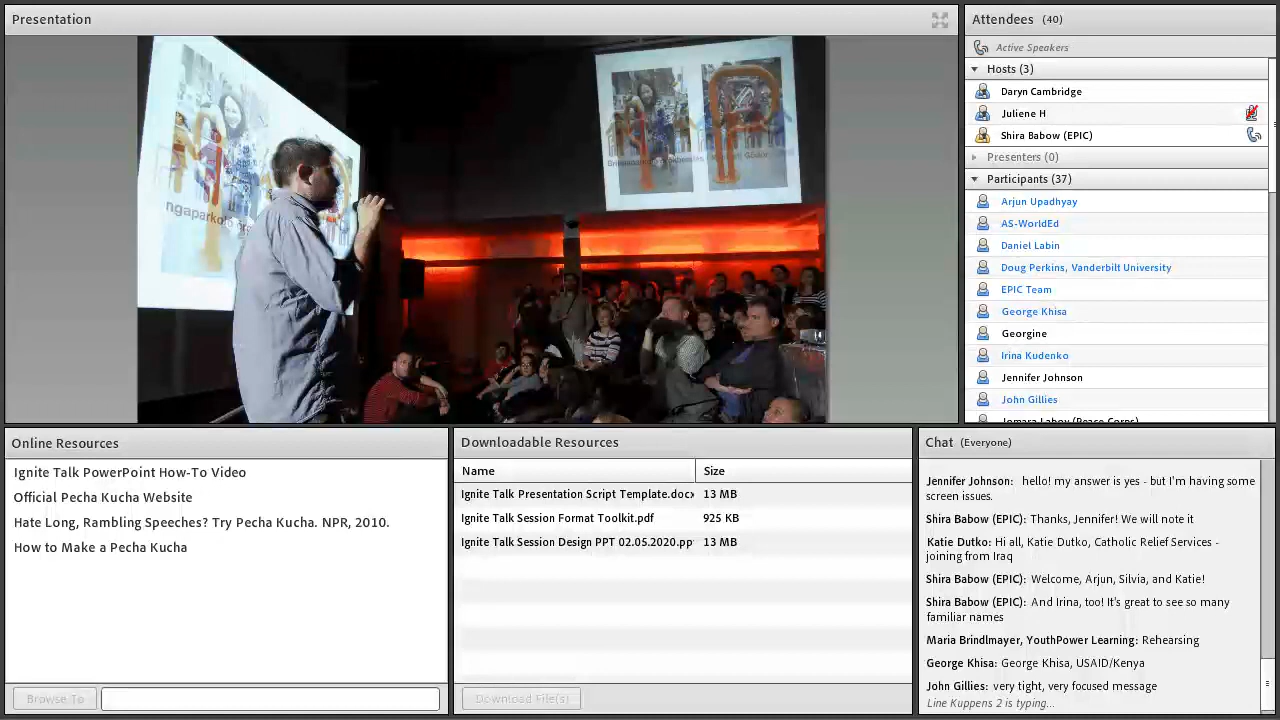 Presentation
ngaparkolo
Attendees (40)
Active Speakers
Hosts (3)
Daryn Cambridge
Juliene H
Shira Babow (EPIC)
Presenters (0)
Participants (37)
Arjun Upadhyay
AS-WorldEd
Daniel Labin
Doug Perkins, Vanderbilt University
EPIC Team
George Khisa
Georgine
Irina Kudenko
Jennifer Johnson
John Gillies
Jomara Laboy (Peace Corps)
Online Resources
Ignite Talk PowerPoint How-To Video
Official Pecha Kucha Website
Hate Long, Rambling Speeches? Try Pecha Kucha. NPR, 2010.
How to Make a Pecha Kucha
Browse To
Downloadable Resources
Name Size
Ignite Talk Presentation Script Template.docx 13 MB
Ignite Talk Session Format Toolkit.pdf 925 KB
Ignite Talk Session Design PPT 02.05.2020.pp 13 MB
Download File(s)
Chat (Everyone)
Jennifer Johnson: hello! my answer is yes - but I'm having some
screen issues.
Shira Babow (EPIC): Thanks, Jennifer! We will note it
Katie Dutko: Hi all, Katie Dutko, Catholic Relief Services -
joining from Iraq
Shira Babow (EPIC): Welcome, Arjun, Silvia, and Katie!
Shira Babow (EPIC): And Irina, too! It's great to see so many
familiar names
Maria Brindlmayer, YouthPower Learning: Rehearsing
George Khisa: George Khisa, USAID/Kenya
John Gillies: very tight, very focused message
Line Kuppens 2 is typing...